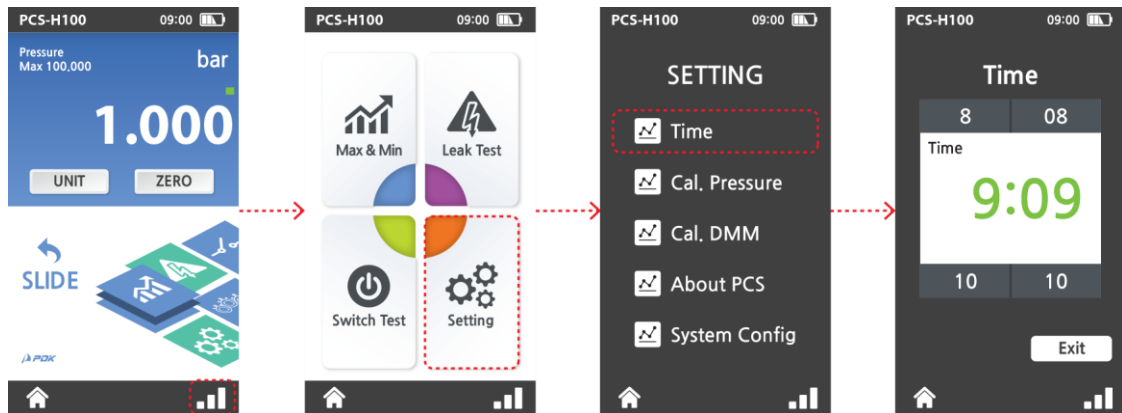 PCS-H100 09:00
Pressure
Max 100,000
bar
1.000
UNIT ZERO
SLIDE
PDK
PCS-H100 09:00
Max & Min Leak Test
Switch Test Setting
PCS-H100 09:00
SETTING
Time
Cal. Pressure
Cal. DMM
About PCS
System Config
PCS-H100 09:00
Time
8 08
Time
9:09
10 10
Exit